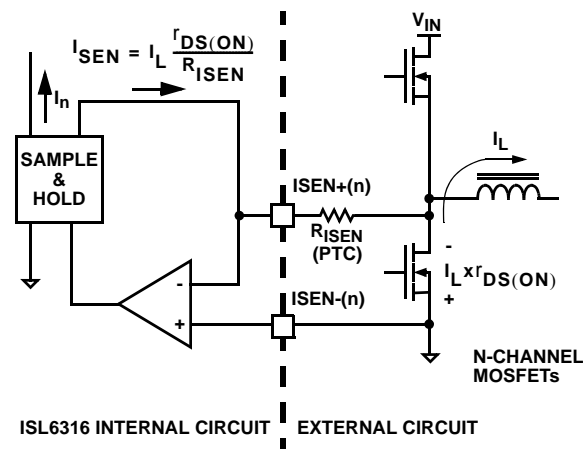 I_SEN = I_L r_DS(ON) / R_ISEN
I_n
SAMPLE
&
HOLD
-
+
ISEN+(n)
R_ISEN
(PTC)
ISEN-(n)
V_IN
I_L
-
I_L x r_DS(ON)
+
N-CHANNEL
MOSFETs
ISL6316 INTERNAL CIRCUIT
EXTERNAL CIRCUIT